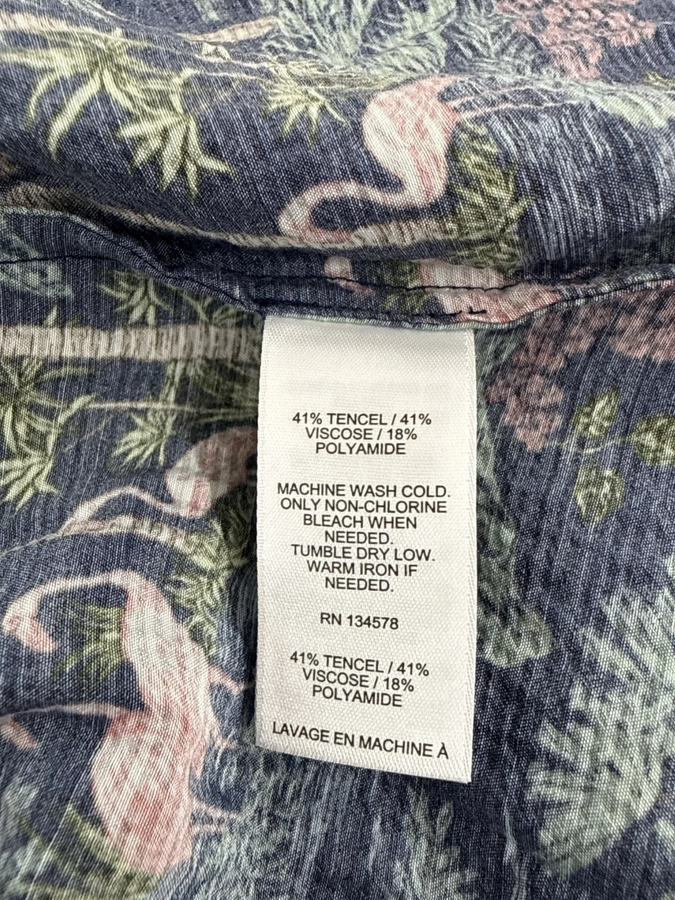 41% TENCEL / 41%
VISCOSE / 18%
POLYAMIDE
MACHINE WASH COLD.
ONLY NON-CHLORINE
BLEACH WHEN
NEEDED.
TUMBLE DRY LOW.
WARM IRON IF
NEEDED.
RN 134578
41% TENCEL / 41%
VISCOSE / 18%
POLYAMIDE
LAVAGE EN MACHINE À